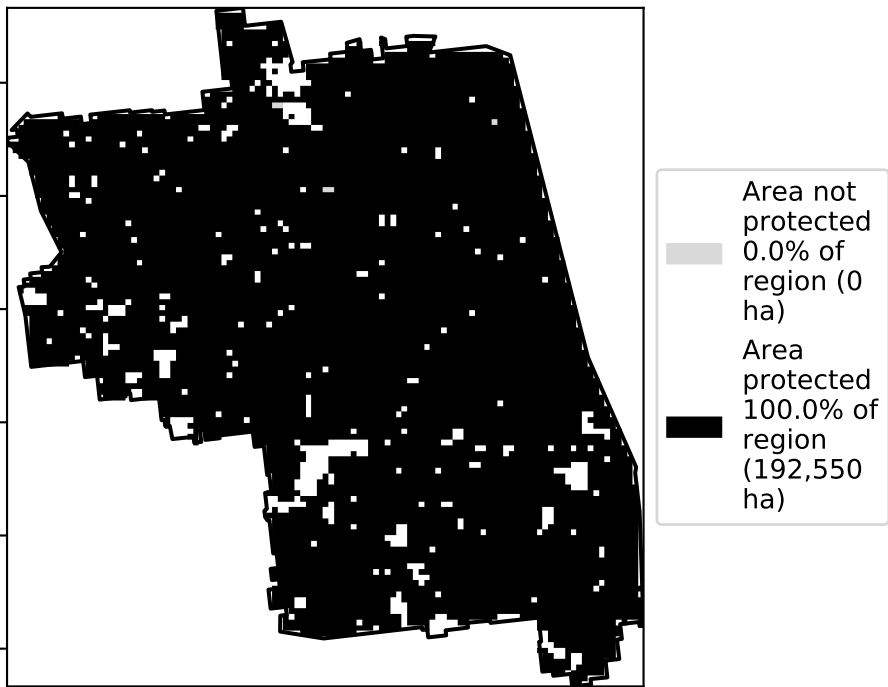 Area not
protected
0.0% of
region (0
ha)
Area
protected
100.0% of
region
(192,550
ha)